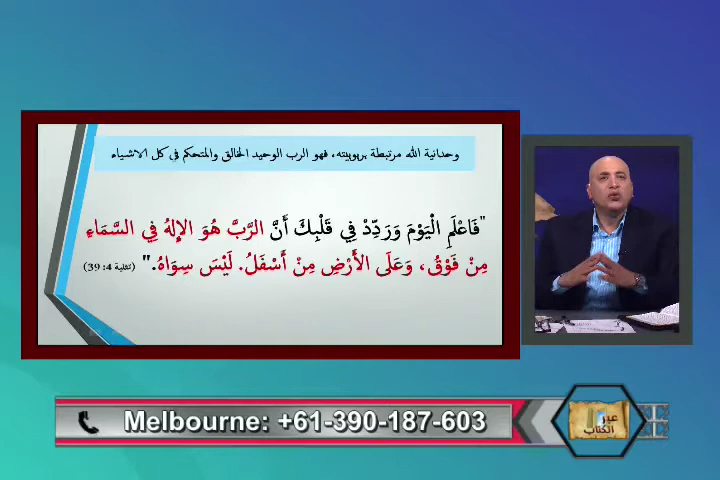 وحدانية الله مرتبطة بربوبيته، فهو الرب الوحيد الخالق والمتحكم في كل الاشياء
"فَاعْلَمِ الْيَوْمَ وَرَدِّدْ فِي قَلْبِكَ أَنَّ الرَّبَّ هُوَ الإِلهُ فِي السَّمَاءِ
مِنْ فَوْقُ، وَعَلَى الأَرْضِ مِنْ أَسْفَلُ. لَيْسَ سِوَاهُ." (تثنية 4: 39)
Melbourne: +61-390-187-603
عبر
الكتاب